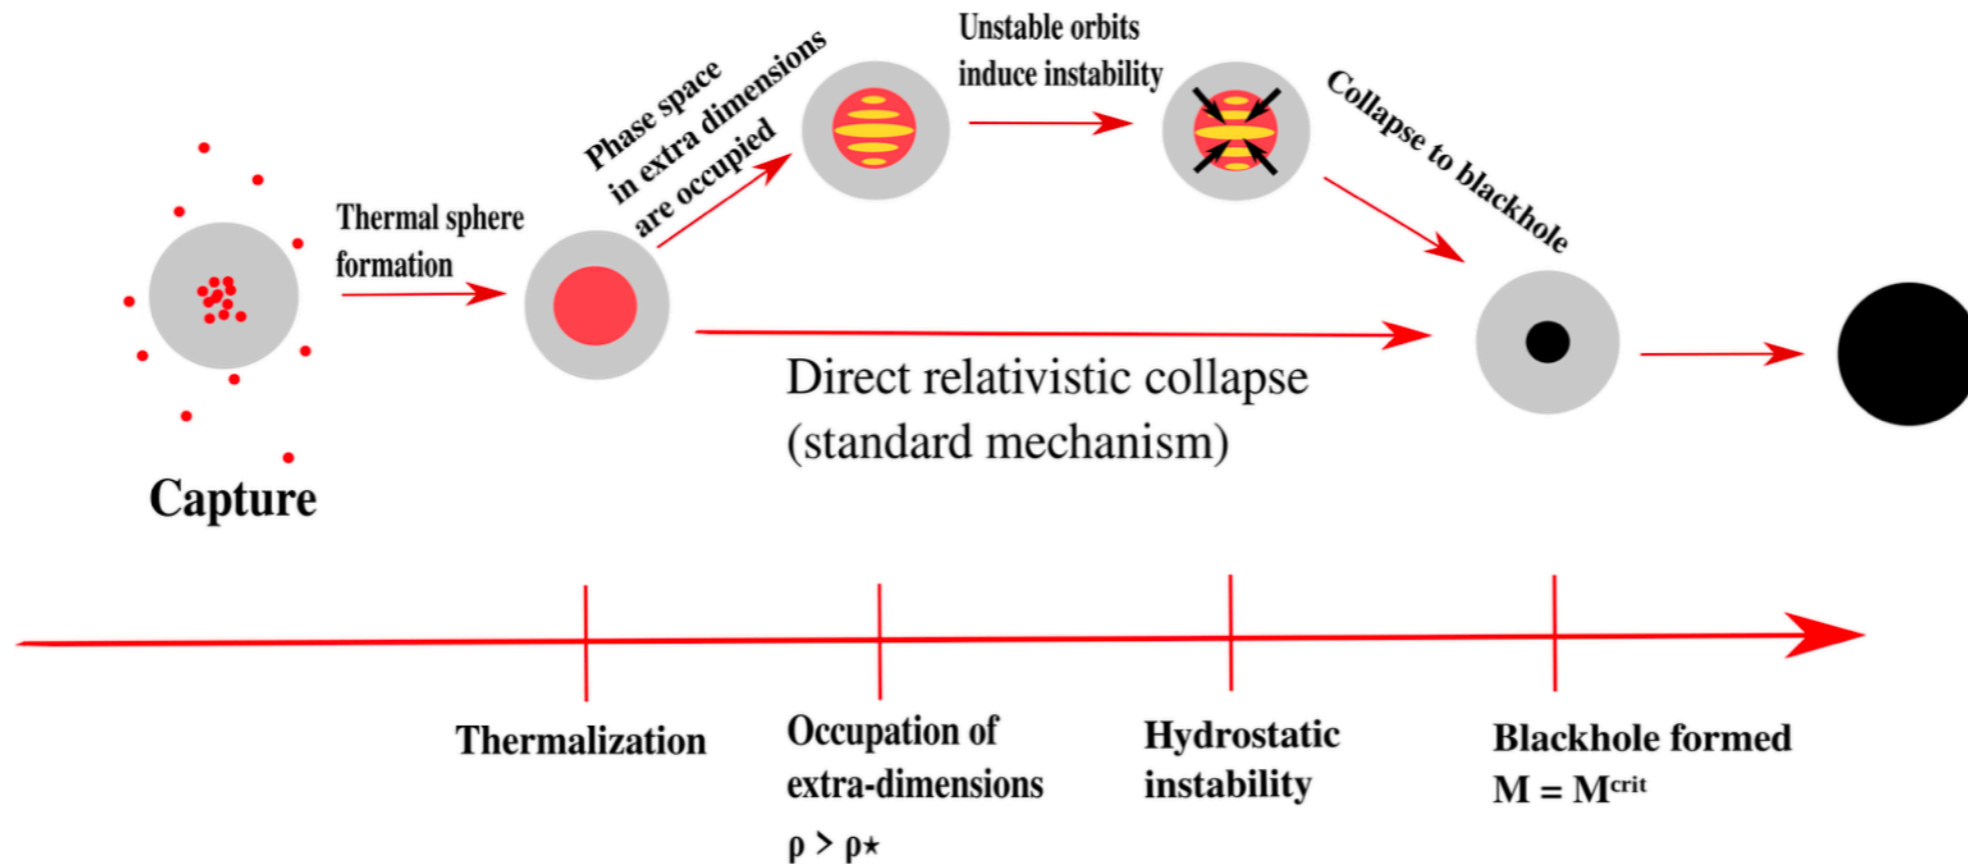 Unstable orbits
induce instability
Phase space
in extra dimensions
are occupied
Collapse to blackhole
Thermal sphere
formation
Direct relativistic collapse
(standard mechanism)
Capture
Thermalization
Occupation of
extra-dimensions
ρ > ρ⋆
Hydrostatic
instability
Blackhole formed
M = Mᶜʳⁱᵗ